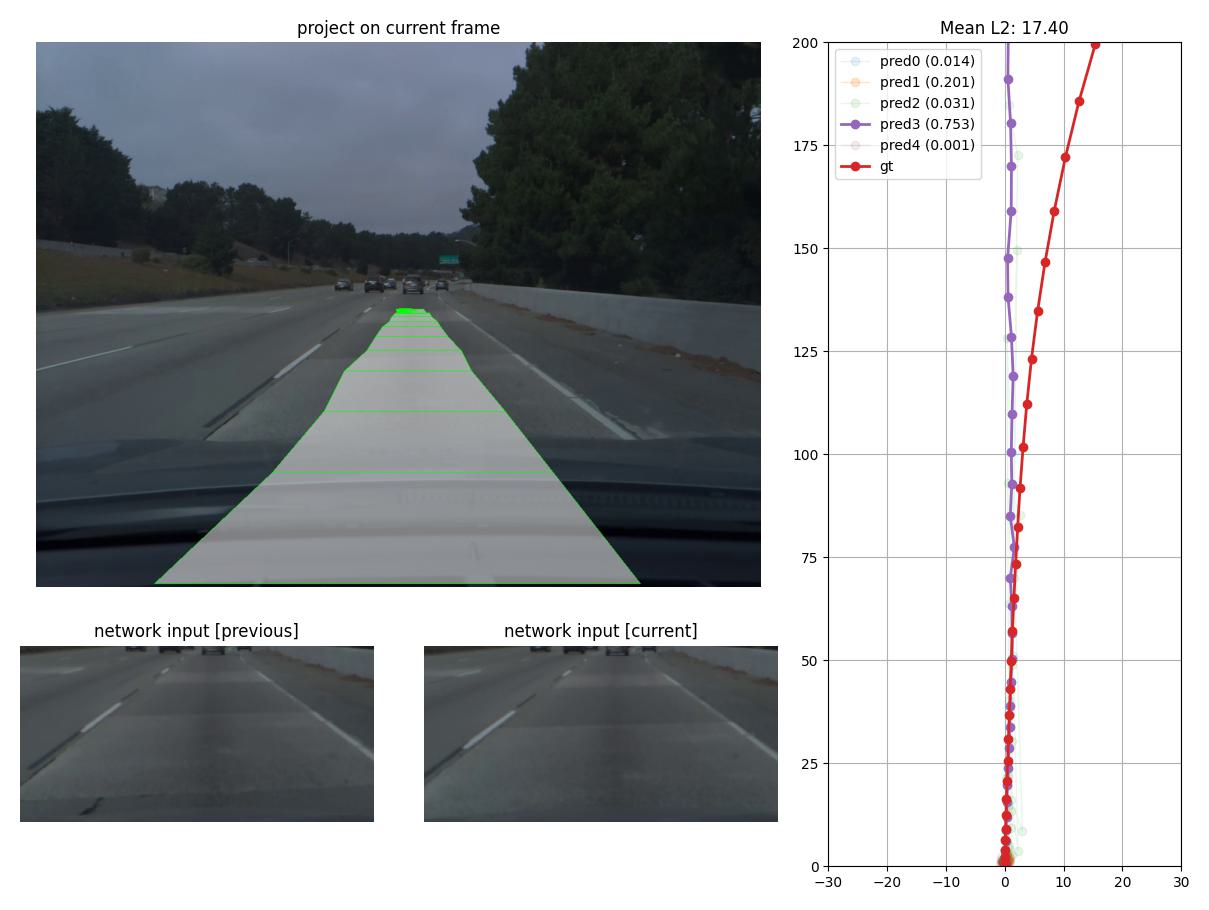 project on current frame
Mean L2: 17.40
pred0 (0.014)
pred1 (0.201)
pred2 (0.031)
pred3 (0.753)
pred4 (0.001)
gt
200
175
150
125
100
75
50
25
0
−30
−20
−10
0
10
20
30
network input [previous]
network input [current]